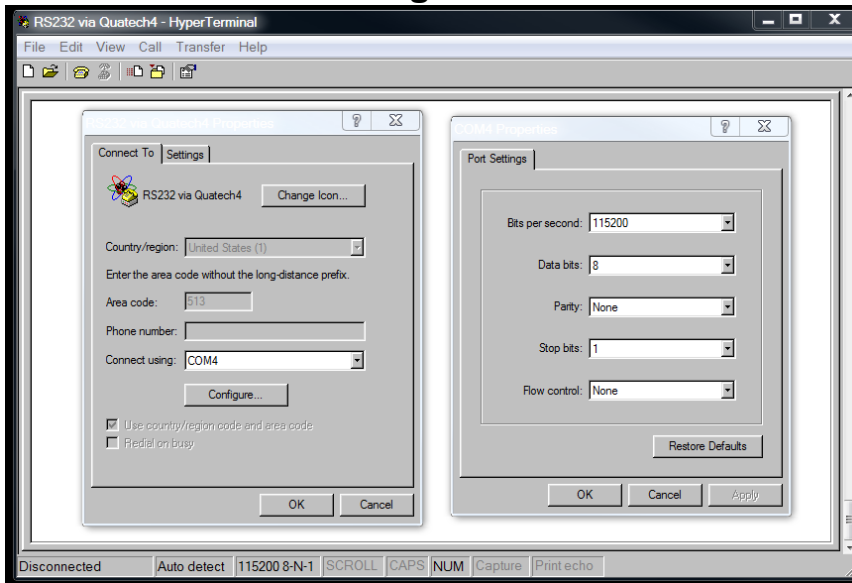 RS232 via Quatech4 - HyperTerminal
File Edit View Call Transfer Help
RS232 via Quatech4 Properties
Connect To Settings
RS232 via Quatech4 Change Icon...
Country/region: United States (1)
Enter the area code without the long-distance prefix.
Area code: 513
Phone number:
Connect using: COM4
Configure...
Use country/region code and area code
Redial on busy
OK Cancel
COM4 Properties
Port Settings
Bits per second: 115200
Data bits: 8
Parity: None
Stop bits: 1
Flow control: None
Restore Defaults
OK Cancel Apply
Disconnected Auto detect 115200 8-N-1 SCROLL CAPS NUM Capture Print echo